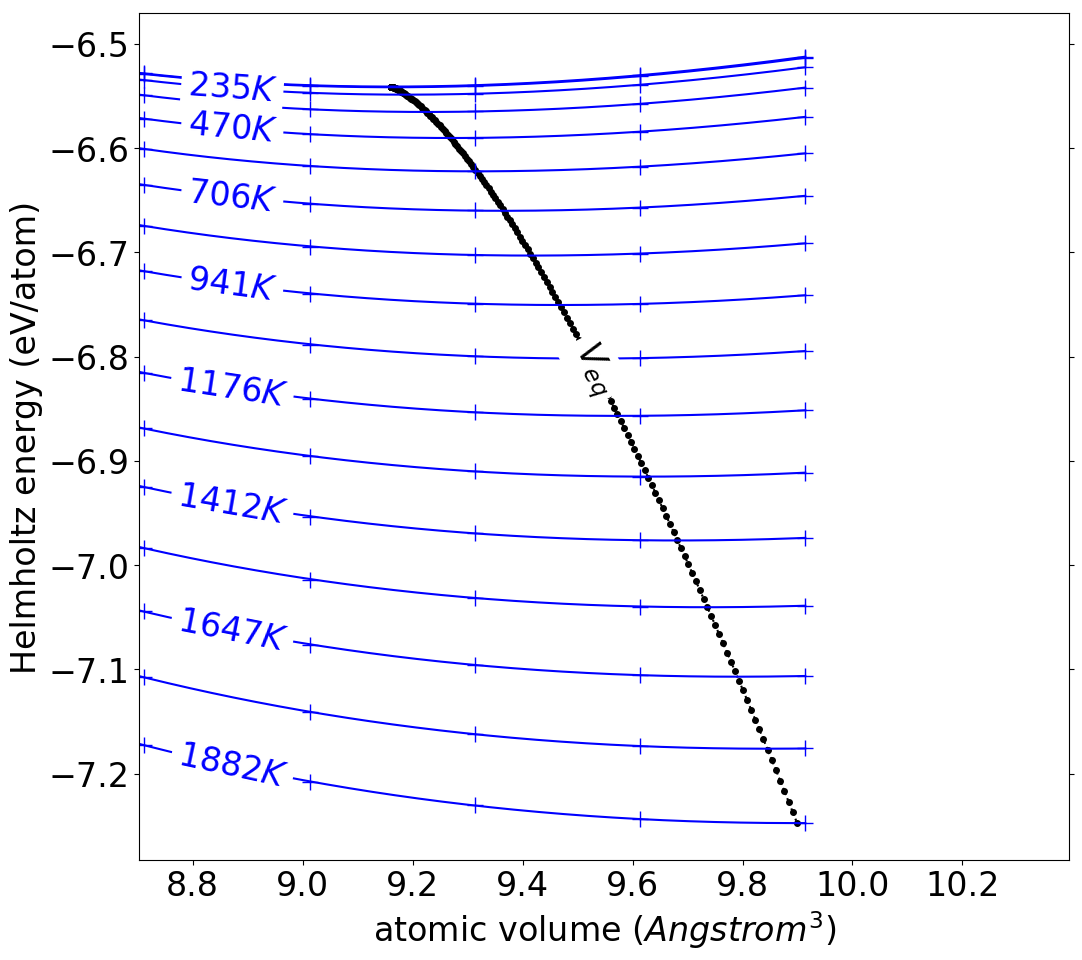 −6.5
−6.6
−6.7
−6.8
−6.9
−7.0
−7.1
−7.2
Helmholtz energy (eV/atom)
235K
470K
706K
941K
1176K
1412K
1647K
1882K
V_eq
8.8 9.0 9.2 9.4 9.6 9.8 10.0 10.2
atomic volume (Angstrom³)